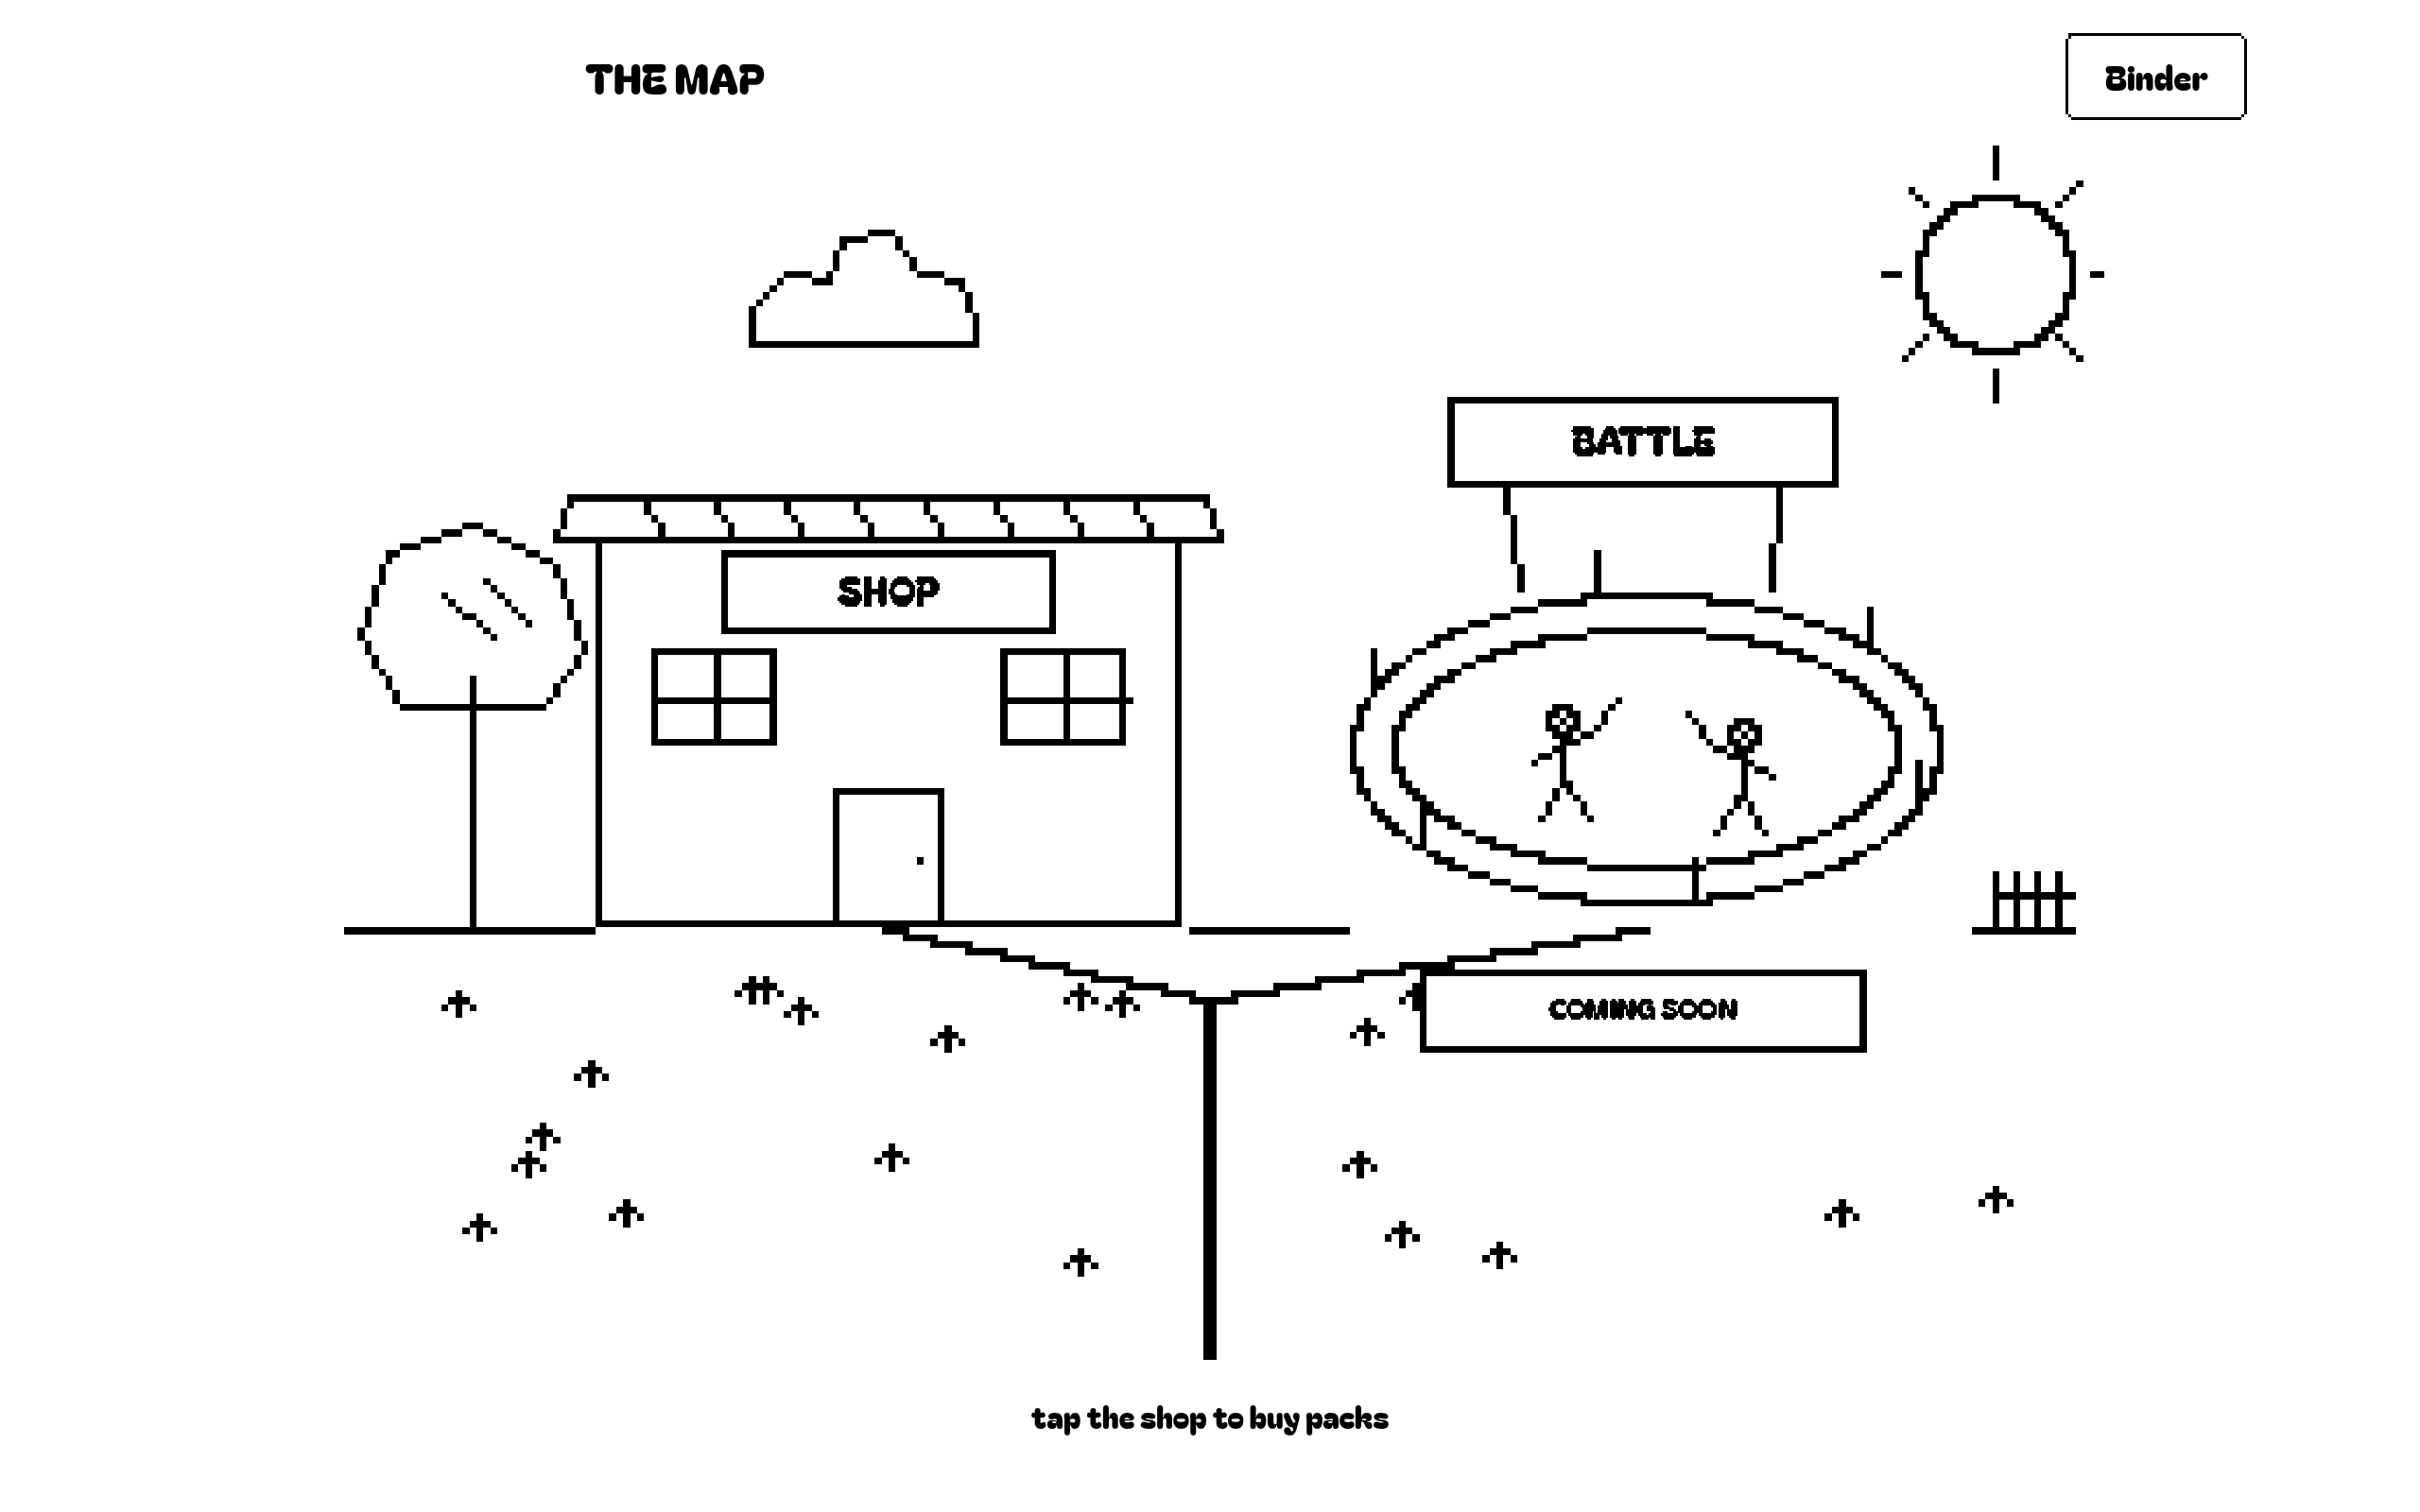 THE MAP
Binder
BATTLE
SHOP
COMING SOON
tap the shop to buy packs